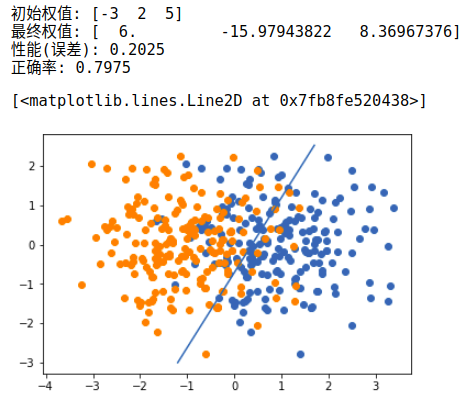 初始权值: [-3 2 5]
最终权值: [ 6. -15.97943822 8.36967376]
性能(误差): 0.2025
正确率: 0.7975
[<matplotlib.lines.Line2D at 0x7fb8fe520438>]
2
1
0
−1
−2
−3
−4 −3 −2 −1 0 1 2 3